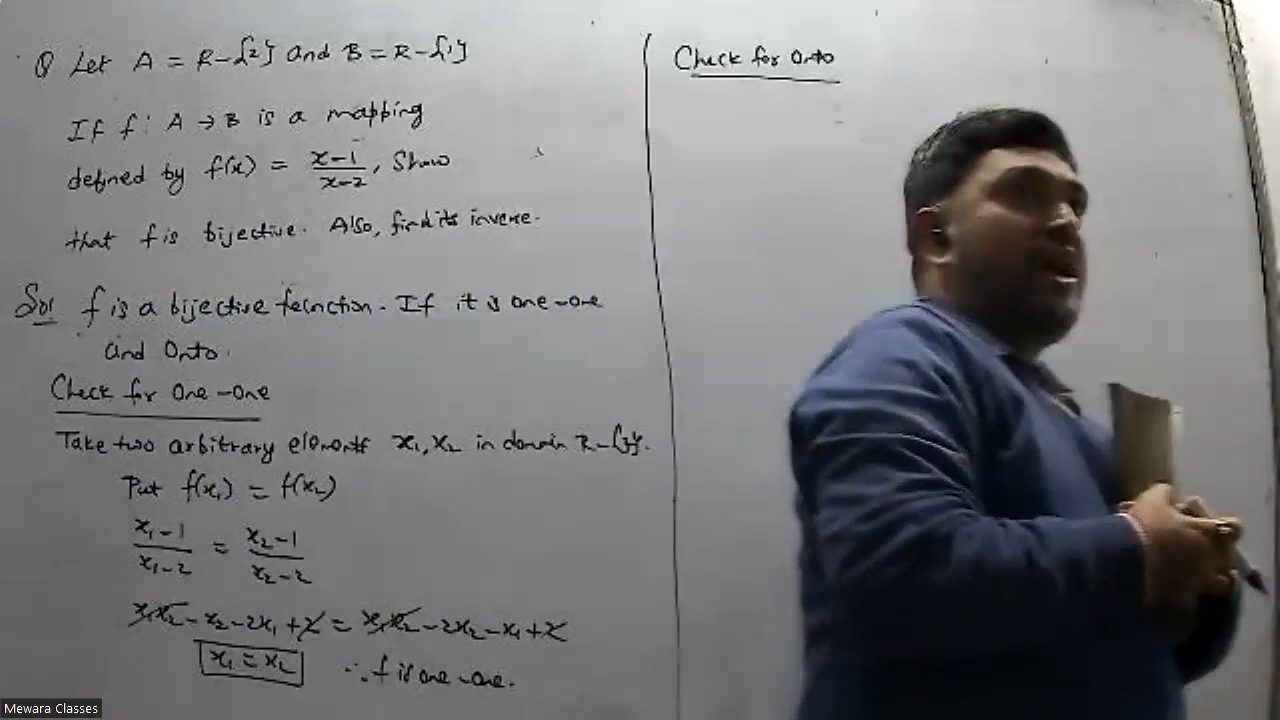 Q Let A = R-{2} and B = R-{1}
If f: A → B is a mapping
defined by f(x) = x-1/x-2, Show
that f is bijective. Also, find its inverse.
Sol f is a bijective function. If it is one-one
and Onto.
Check for One-One
Take two arbitrary elements x₁, x₂ in domain R-
Put f(x₁) = f(x₂)
x₁-1/x₁-2 = x₂-1/x₂-2
x₁x₂ - x₂ - 2x₁ + 2 = x₁x₂ - 2x₂ - x₁ + 2
x₁ = x₂ ∴ f is one-one.
Check for Onto
Mewara Classes